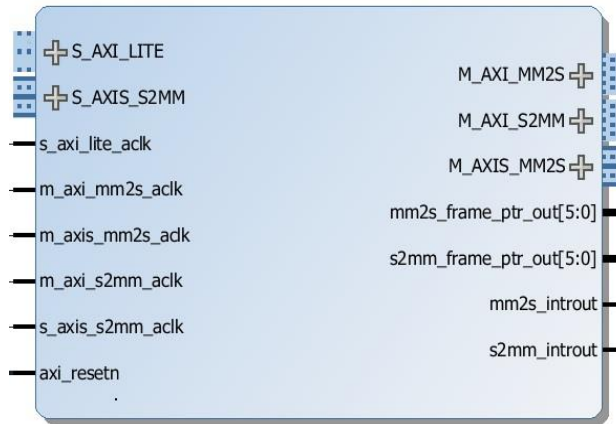 S_AXI_LITE
S_AXIS_S2MM
s_axi_lite_aclk
m_axi_mm2s_aclk
m_axis_mm2s_aclk
m_axi_s2mm_aclk
s_axis_s2mm_aclk
axi_resetn
M_AXI_MM2S
M_AXI_S2MM
M_AXIS_MM2S
mm2s_frame_ptr_out[5:0]
s2mm_frame_ptr_out[5:0]
mm2s_introut
s2mm_introut